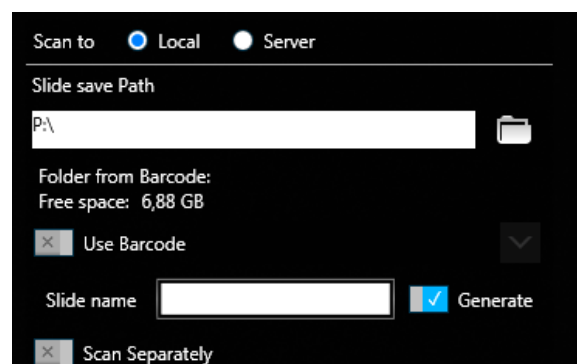 Scan to Local Server
Slide save Path
P:\
Folder from Barcode:
Free space: 6,88 GB
Use Barcode
Slide name Generate
Scan Separately